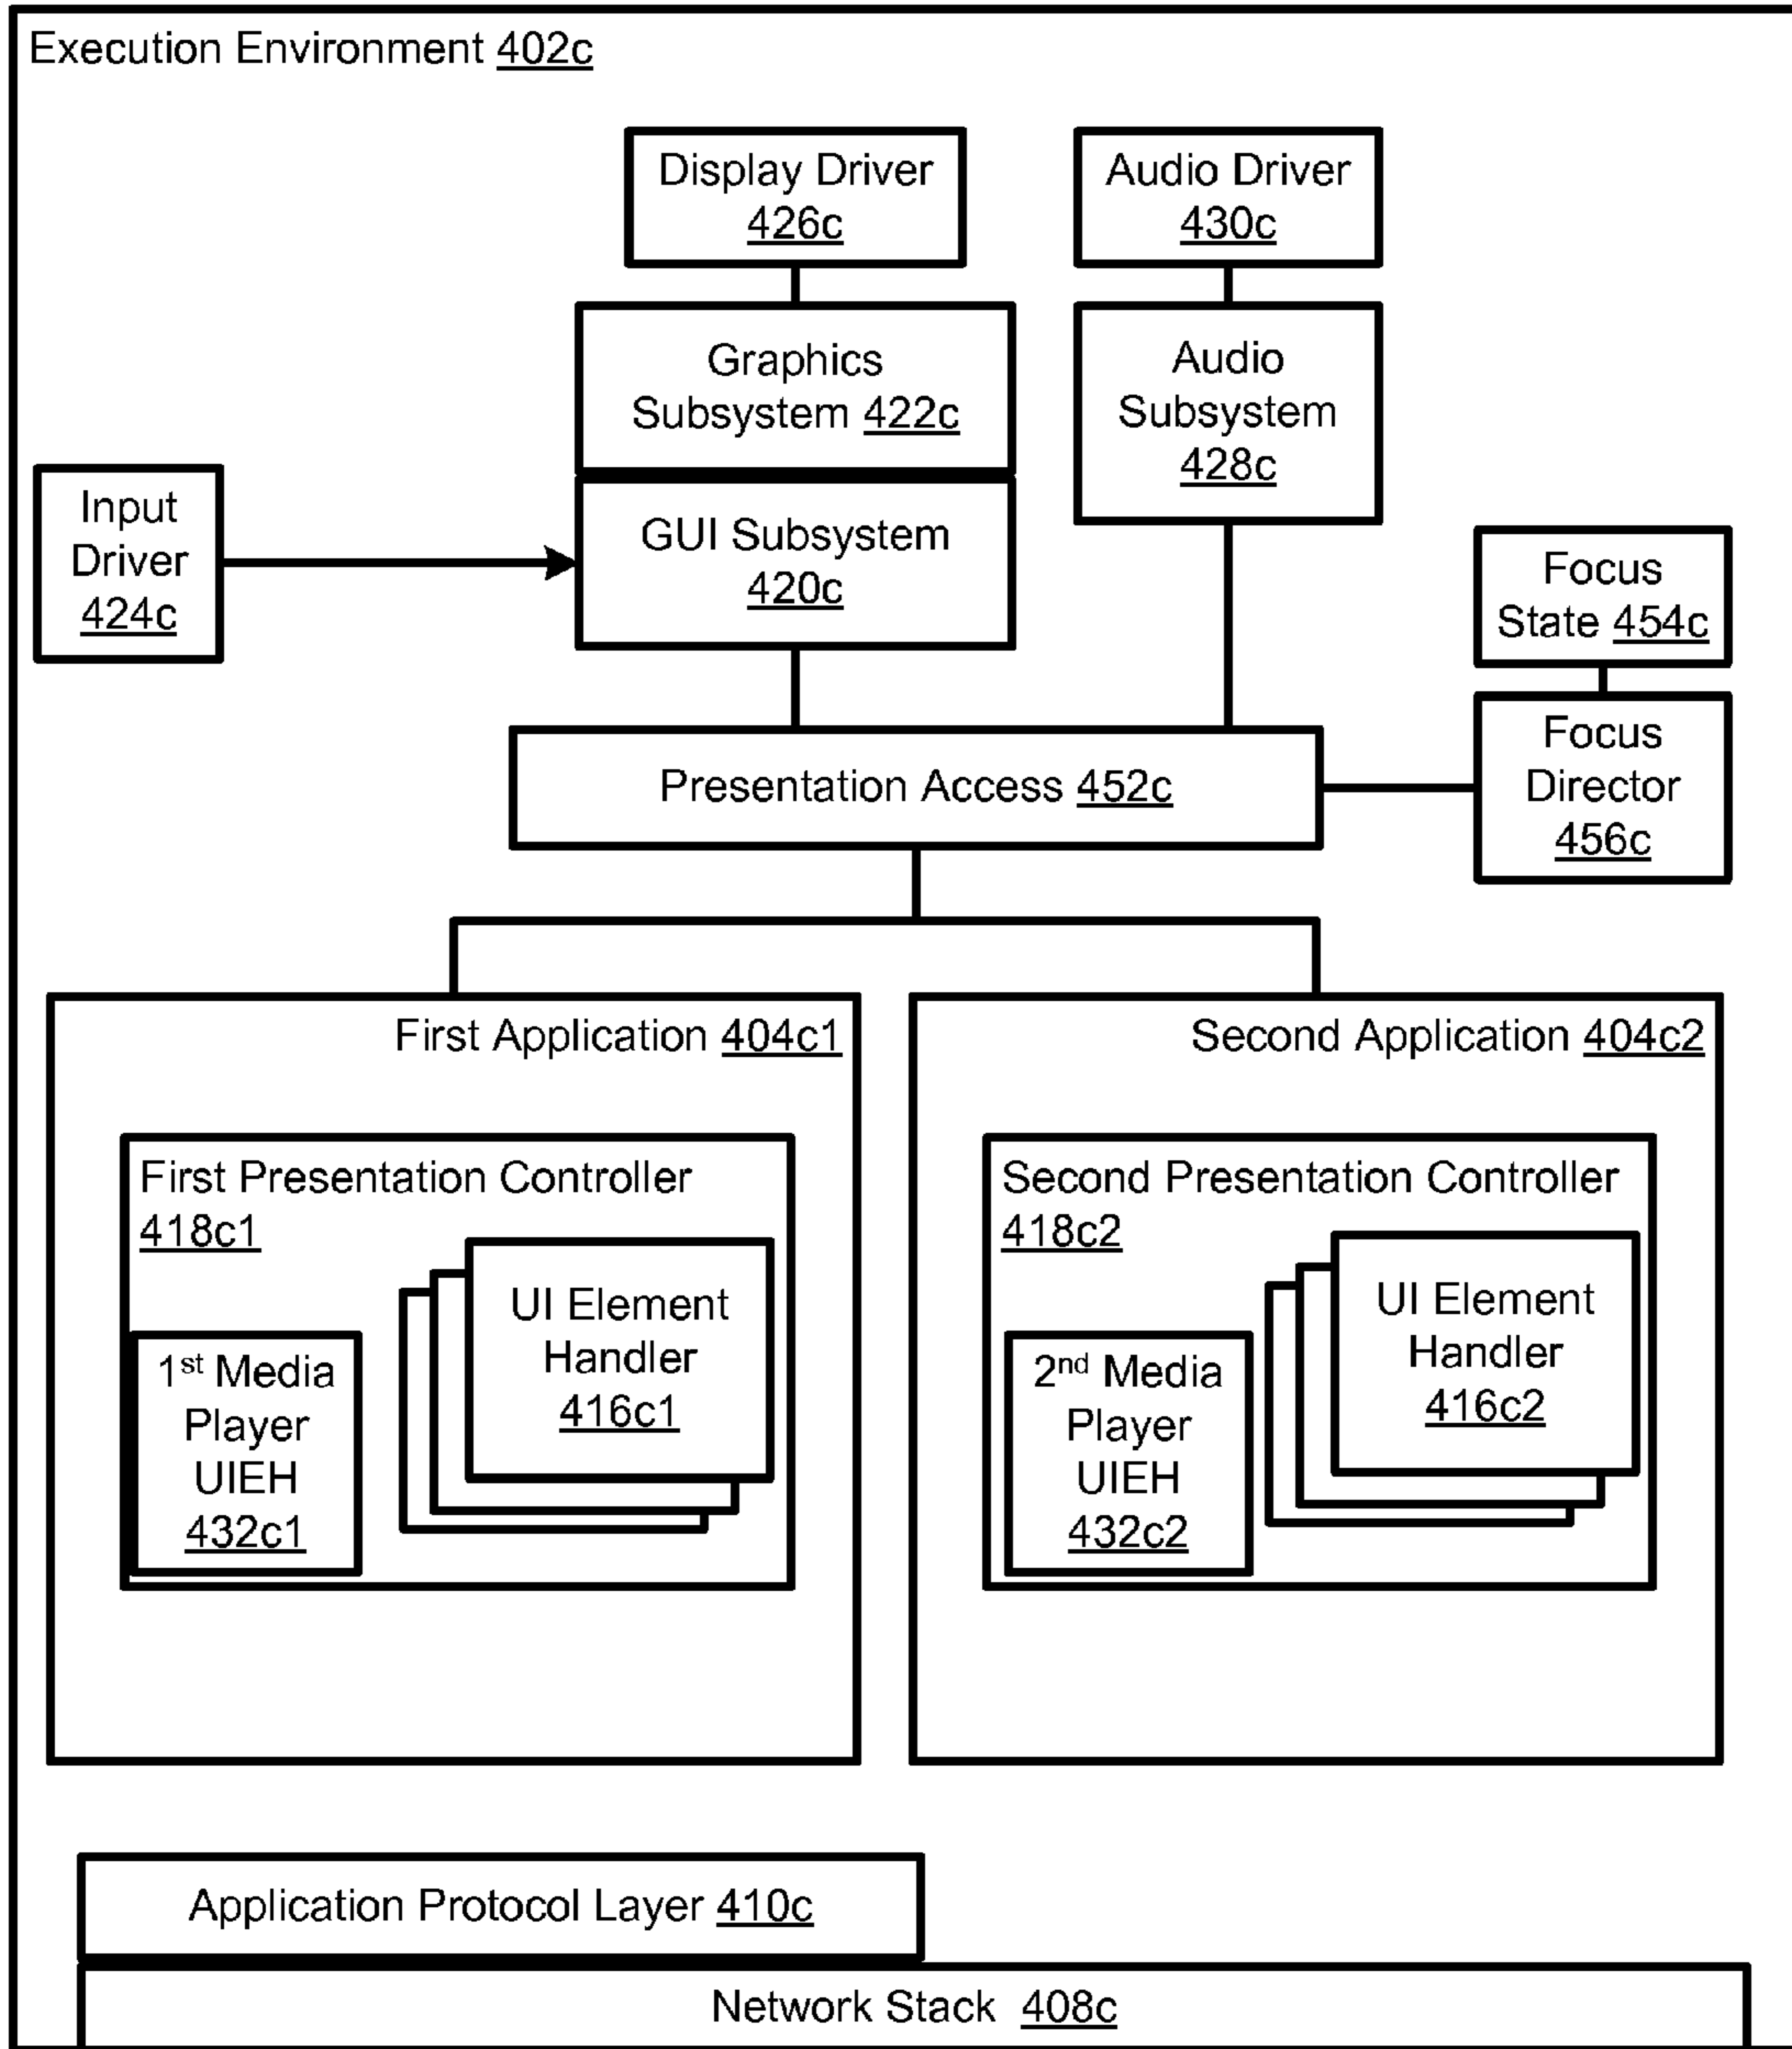 Execution Environment 402c
Display Driver
426c
Audio Driver
430c
Graphics
Subsystem 422c
Audio
Subsystem
428c
Input
Driver
424c
GUI Subsystem
420c
Focus
State 454c
Focus
Director
456c
Presentation Access 452c
First Application 404c1
First Presentation Controller
418c1
UI Element
Handler
416c1
1st Media
Player
UIEH
432c1
Second Application 404c2
Second Presentation Controller
418c2
UI Element
Handler
416c2
2nd Media
Player
UIEH
432c2
Application Protocol Layer 410c
Network Stack 408c